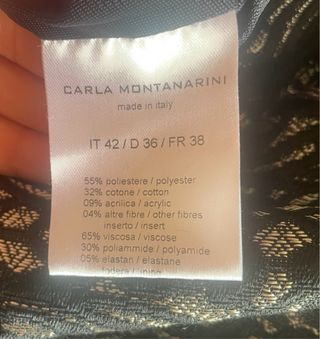 CARLA MONTANARINI
made in italy
IT 42 / D 36 / FR 38
55% poliestere / polyester
32% cotone / cotton
09% acrilica / acrylic
04% altre fibre / other fibres
inserto / insert
65% viscosa / viscose
30% poliammide / polyamide
05% elastan / elastane
fodera / lining